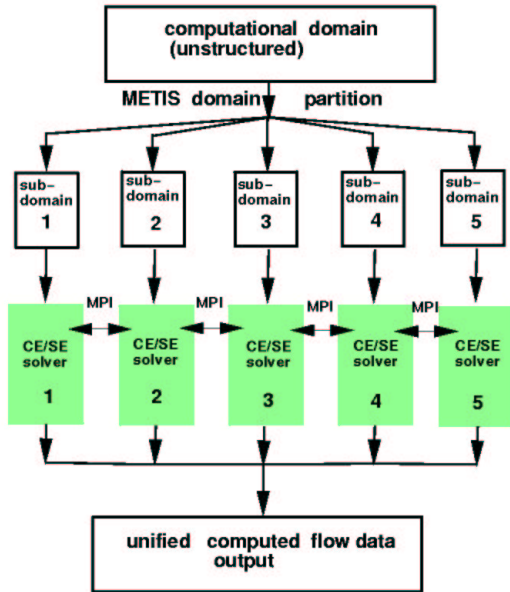 computational domain
(unstructured)
METIS domain partition
sub-
domain
1
sub-
domain
2
sub-
domain
3
sub-
domain
4
sub-
domain
5
MPI
MPI
MPI
MPI
CE/SE
solver
1
CE/SE
solver
2
CE/SE
solver
3
CE/SE
solver
4
CE/SE
solver
5
unified computed flow data
output